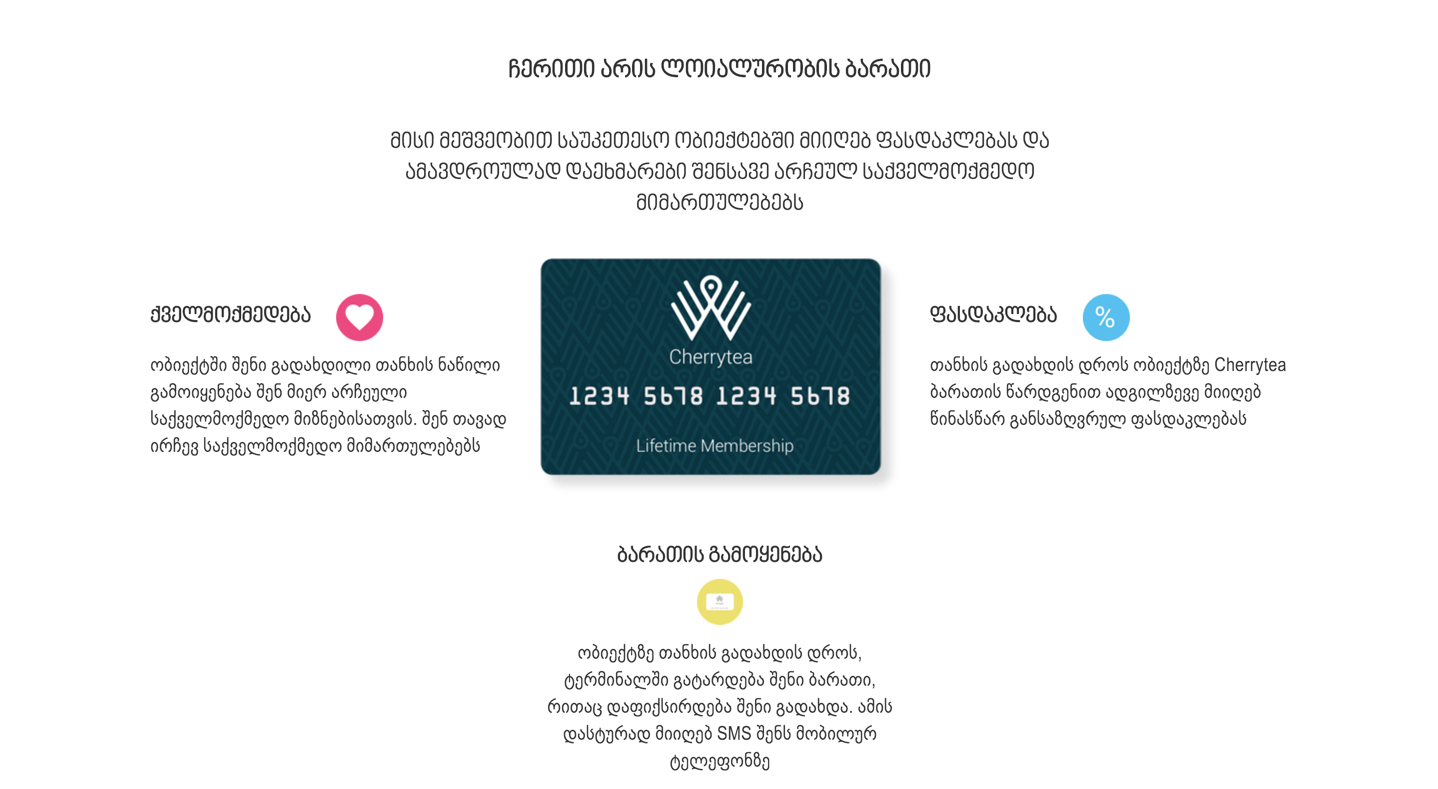 ჩერითი არის ლოიალურობის ბარათი
მისი მეშვეობით საუკეთესო ობიექტებში მიიღებ ფასდაკლებას და
ამავდროულად დაეხმარები შენსავე არჩეულ საქველმოქმედო
მიმართულებებს
ქველმოქმედება
ობიექტში შენი გადახდილი თანხის ნაწილი
გამოიყენება შენ მიერ არჩეული
საქველმოქმედო მიზნებისათვის. შენ თავად
ირჩევ საქველმოქმედო მიმართულებებს
Cherrytea
1234 5678 1234 5678
Lifetime Membership
ფასდაკლება
%
თანხის გადახდის დროს ობიექტზე Cherrytea
ბარათის წარდგენით ადგილზევე მიიღებ
წინასწარ განსაზღვრულ ფასდაკლებას
ბარათის გამოყენება
ობიექტზე თანხის გადახდის დროს,
ტერმინალში გატარდება შენი ბარათი,
რითაც დაფიქსირდება შენი გადახდა. ამის
დასტურად მიიღებ SMS შენს მობილურ
ტელეფონზე